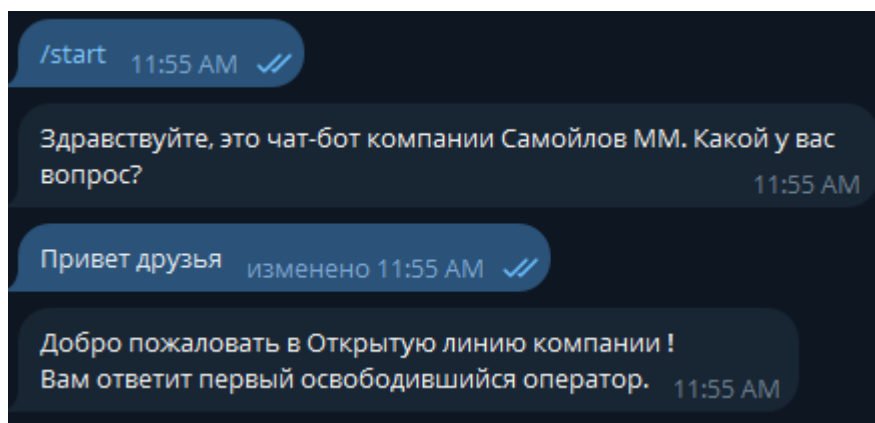 /start 11:55 AM
Здравствуйте, это чат-бот компании Самойлов ММ. Какой у вас
вопрос?
11:55 AM
Привет друзья изменено 11:55 AM
Добро пожаловать в Открытую линию компании !
Вам ответит первый освободившийся оператор. 11:55 AM